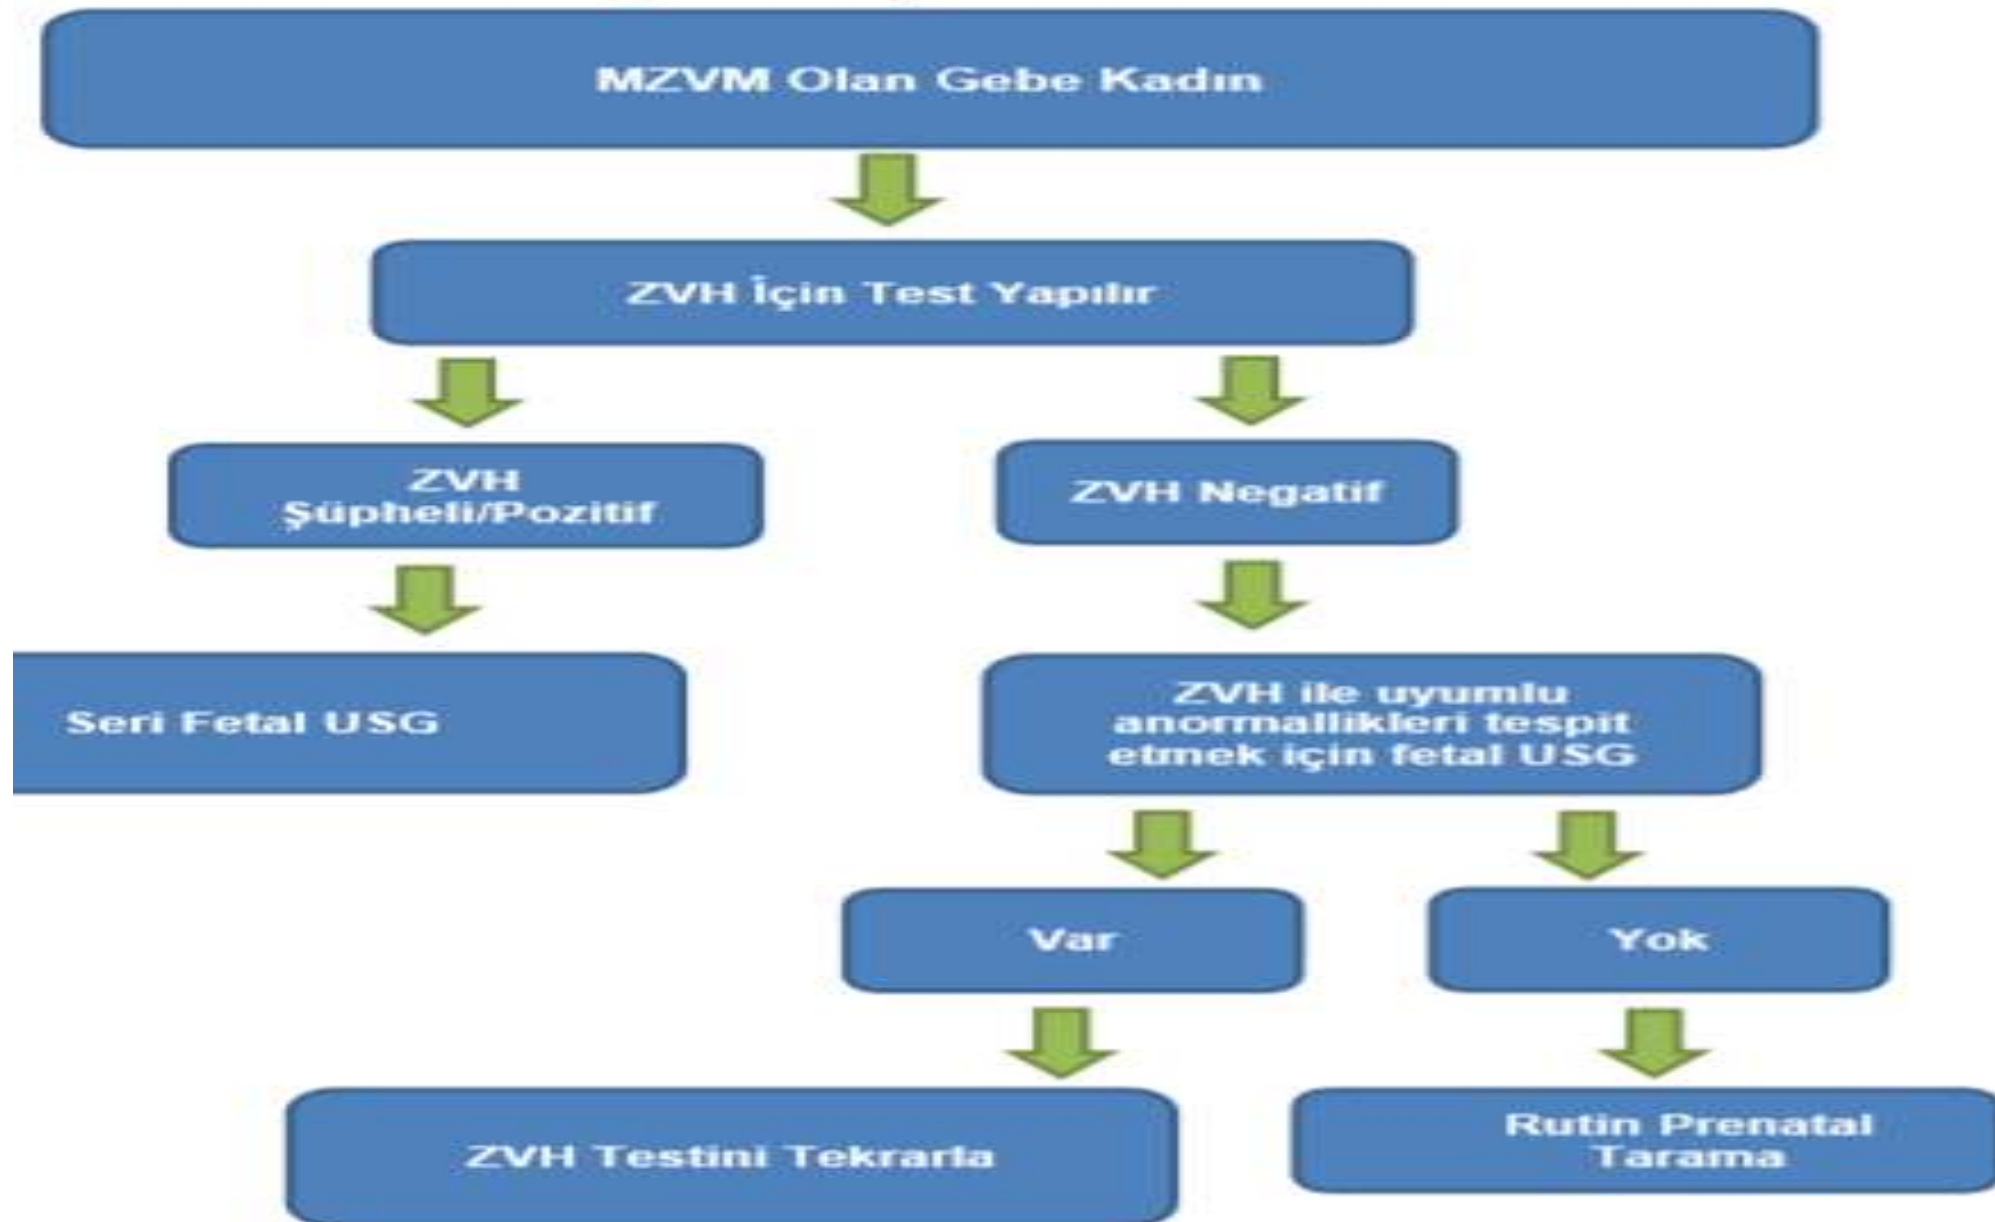 MZVM Olan Gebe Kadın
ZVH İçin Test Yapılır
ZVH
Şüpheli/Pozitif
ZVH Negatif
Seri Fetal USG
ZVH ile uyumlu
anormallikleri tespit
etmek için fetal USG
Var
Yok
ZVH Testini Tekrarla
Rutin Prenatal
Tarama